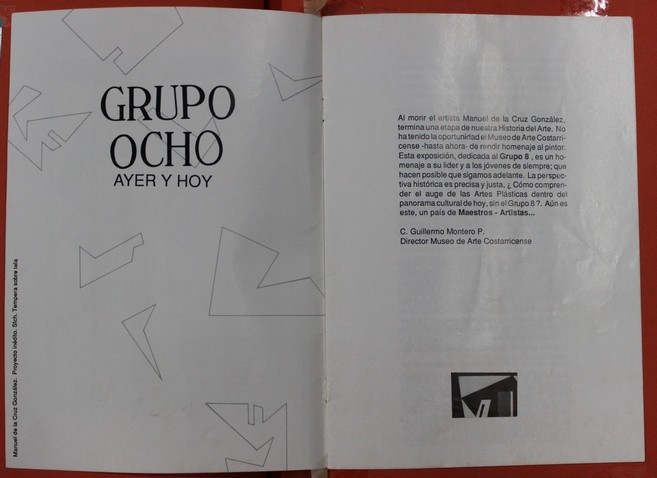 GRUPO
OCHO
AYER Y HOY
Manuel de la Cruz González. Proyecto inédito. Sfch. Tempera sobre tela
Al morir el artista Manuel de la Cruz González,
termina una etapa de nuestra Historia del Arte. No
ha tenido la oportunidad el Museo de Arte Costarri-
cense -hasta ahora- de rendir homenaje al pintor.
Esta exposición, dedicada al Grupo 8 , es un ho-
menaje a su lider y a los jóvenes de siempre; que
hacen posible que sigamos adelante. La perspec-
tiva histórica es precisa y justa, ¿ Cómo compren-
der el auge de las Artes Plásticas dentro del
panorama cultural de hoy, sin el Grupo 8 ?. Aún es
este, un país de Maestros - Artistas...
C. Guillermo Montero P.
Director Museo de Arte Costarricense